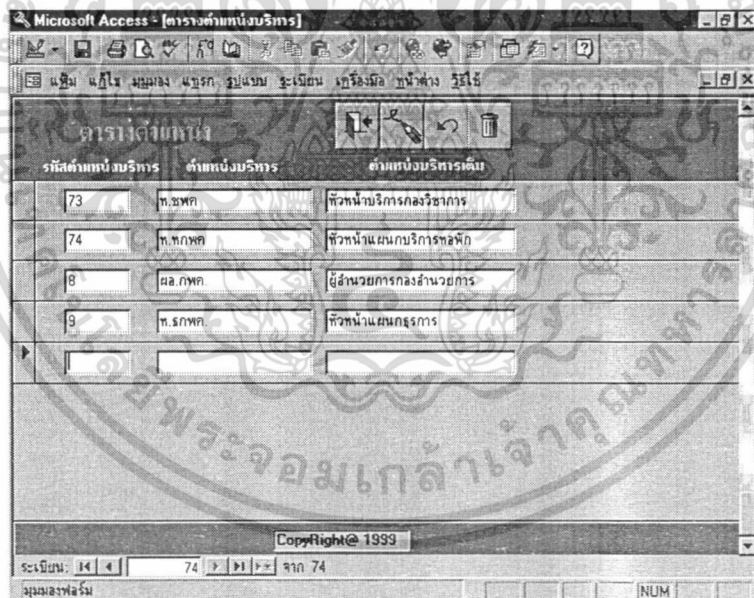 Microsoft Access - [ตารางตำแหน่งบริหาร]
แฟ้ม แก้ไข มุมมอง แทรก รูปแบบ ระเบียน เครื่องมือ หน้าต่าง วิธีใช้
ตารางตำแหน่ง
รหัสตำแหน่งบริหาร ตำแหน่งบริหาร ตำแหน่งบริหารเต็ม
73 ห.ชพค หัวหน้าบริการกองวิชาการ
74 ห.หกพค หัวหน้าแผนกบริการหอพัก
8 ผอ.กพค. ผู้อำนวยการกองอำนวยการ
9 ห.ธกพค. หัวหน้าแผนกธุรการ
CopyRight@ 1999
ระเบียน: 74 จาก 74
มุมมองฟอร์ม NUM